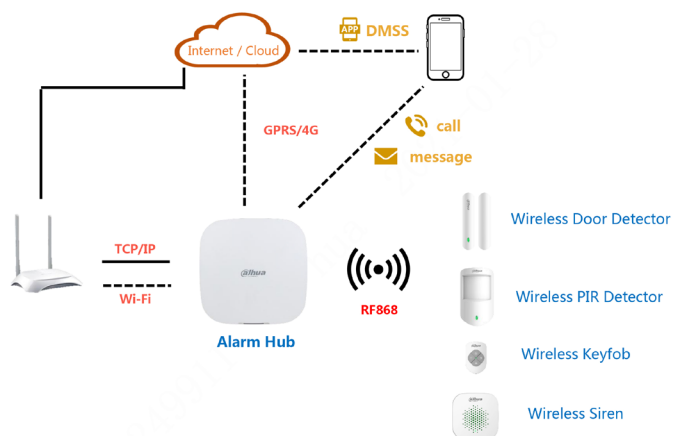 APP DMSS
Internet / Cloud
GPRS/4G
call
message
Wireless Door Detector
TCP/IP
alhua
Wi-Fi
RF868
Wireless PIR Detector
Alarm Hub
Wireless Keyfob
Wireless Siren